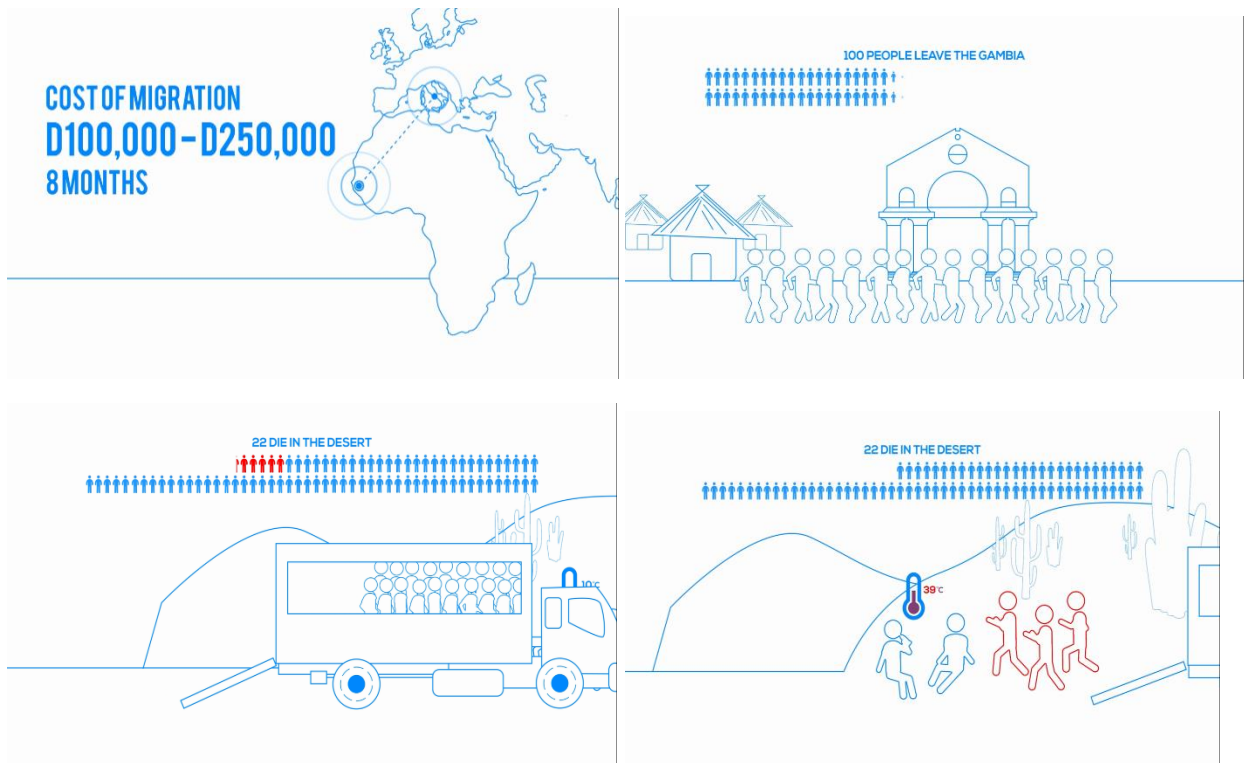 COST OF MIGRATION
D100,000 – D250,000
8 MONTHS
100 PEOPLE LEAVE THE GAMBIA
22 DIE IN THE DESERT
10°C
22 DIE IN THE DESERT
39°C